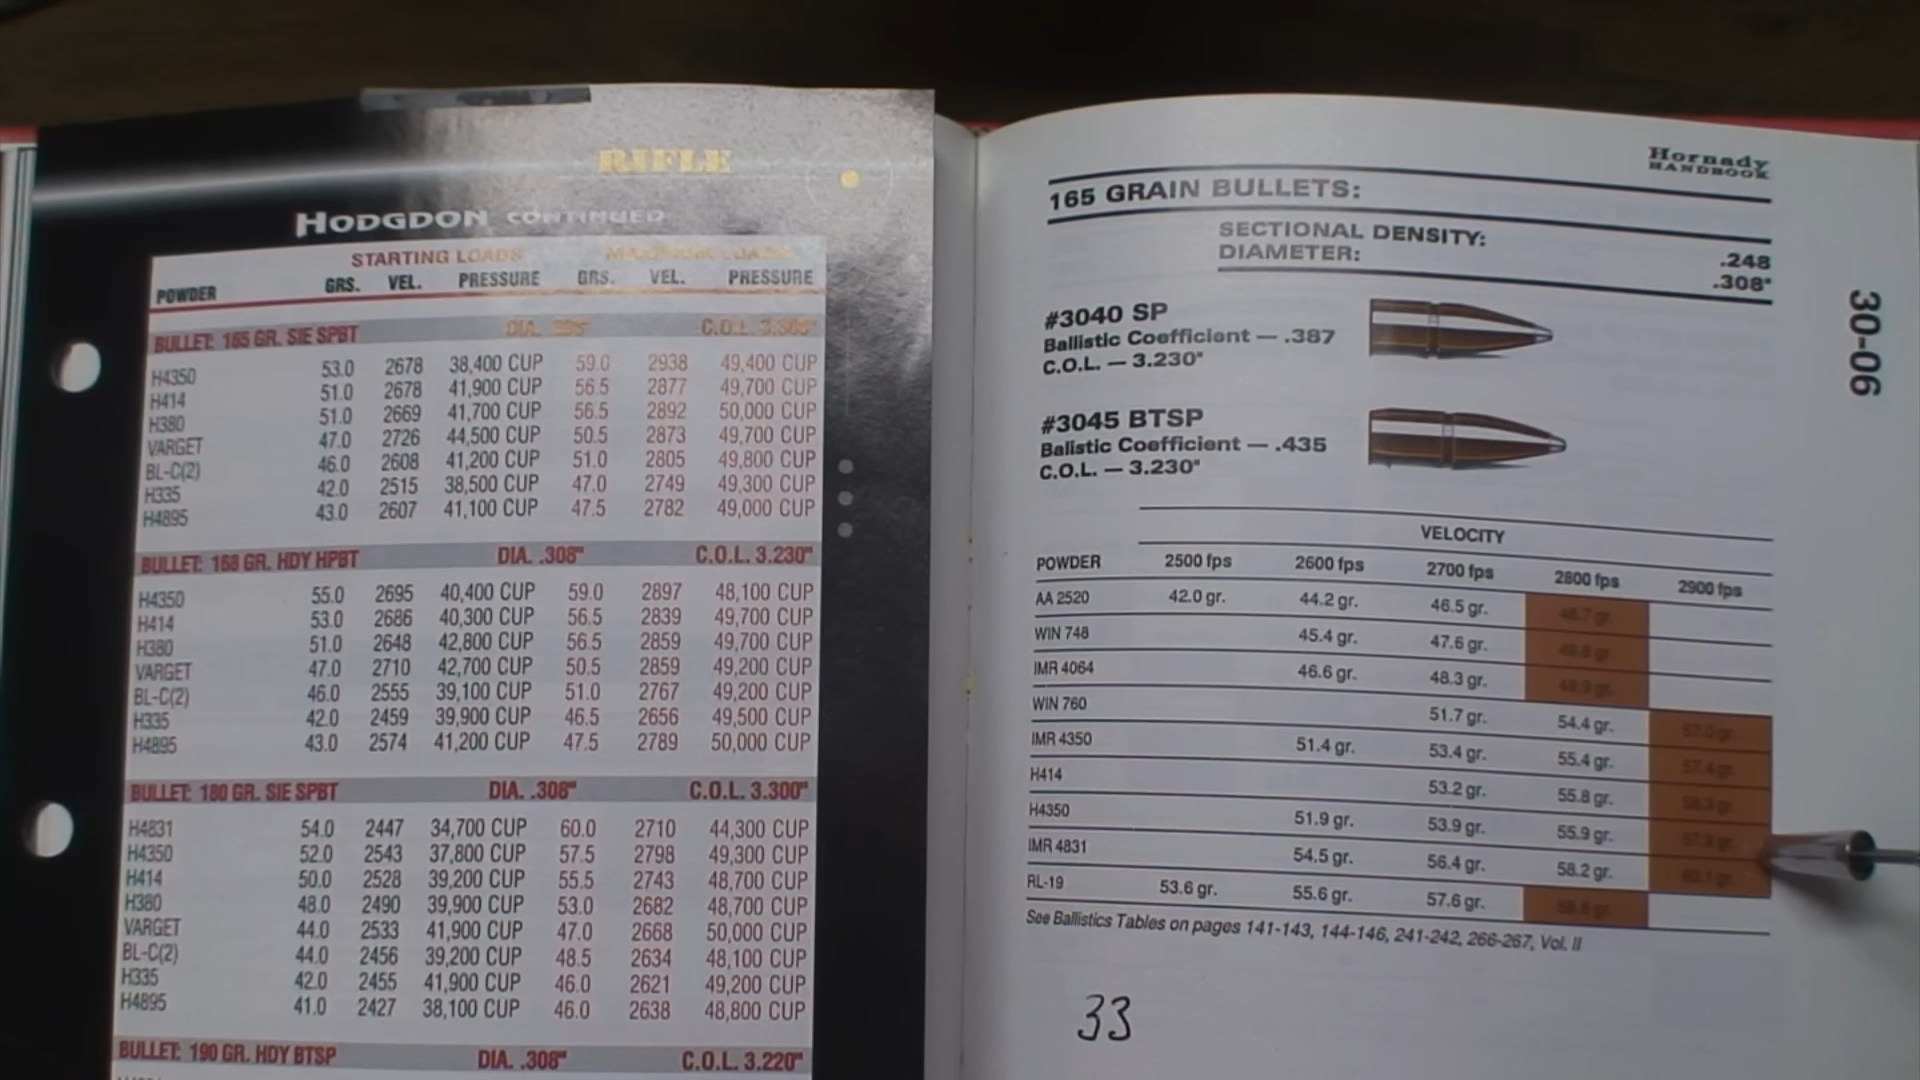 RIFLE
HODGDON CONTINUED
STARTING LOADS MAXIMUM LOADS
POWDER GRS. VEL. PRESSURE GRS. VEL. PRESSURE
BULLET: 165 GR. SIE SPBT DIA. .308" C.O.L. 3.300"
H4350 53.0 2678 38,400 CUP 59.0 2938 49,400 CUP
H414 51.0 2678 41,900 CUP 56.5 2877 49,700 CUP
H380 51.0 2669 41,700 CUP 56.5 2892 50,000 CUP
VARGET 47.0 2726 44,500 CUP 50.5 2873 49,700 CUP
BL-C(2) 46.0 2608 41,200 CUP 51.0 2805 49,800 CUP
H335 42.0 2515 38,500 CUP 47.0 2749 49,300 CUP
H4895 43.0 2607 41,100 CUP 47.5 2782 49,000 CUP
BULLET: 168 GR. HDY HPBT DIA. .308" C.O.L. 3.230"
H4350 55.0 2695 40,400 CUP 59.0 2897 48,100 CUP
H414 53.0 2686 40,300 CUP 56.5 2839 49,700 CUP
H380 51.0 2648 42,800 CUP 56.5 2859 49,700 CUP
VARGET 47.0 2710 42,700 CUP 50.5 2859 49,200 CUP
BL-C(2) 46.0 2555 39,100 CUP 51.0 2767 49,200 CUP
H335 42.0 2459 39,900 CUP 46.5 2656 49,500 CUP
H4895 43.0 2574 41,200 CUP 47.5 2789 50,000 CUP
BULLET: 180 GR. SIE SPBT DIA. .308" C.O.L. 3.300"
H4831 54.0 2447 34,700 CUP 60.0 2710 44,300 CUP
H4350 52.0 2543 37,800 CUP 57.5 2798 49,300 CUP
H414 50.0 2528 39,200 CUP 55.5 2743 48,700 CUP
H380 48.0 2490 39,900 CUP 53.0 2682 48,700 CUP
VARGET 44.0 2533 41,900 CUP 47.0 2668 50,000 CUP
BL-C(2) 44.0 2456 39,200 CUP 48.5 2634 48,100 CUP
H335 42.0 2455 41,900 CUP 46.0 2621 49,200 CUP
H4895 41.0 2427 38,100 CUP 46.0 2638 48,800 CUP
BULLET: 190 GR. HDY BTSP DIA. .308" C.O.L. 3.220"
Hornady
HANDBOOK
165 GRAIN BULLETS:
SECTIONAL DENSITY: .248
DIAMETER: .308"
30-06
#3040 SP
Ballistic Coefficient — .387
C.O.L. — 3.230"
#3045 BTSP
Balistic Coefficient — .435
C.O.L. — 3.230"
VELOCITY
POWDER 2500 fps 2600 fps 2700 fps 2800 fps 2900 fps
AA 2520 42.0 gr. 44.2 gr. 46.5 gr.
WIN 748 45.4 gr. 47.6 gr.
IMR 4064 46.6 gr. 48.3 gr.
WIN 760 51.7 gr. 54.4 gr.
IMR 4350 51.4 gr. 53.4 gr. 55.4 gr.
H414 53.2 gr. 55.8 gr.
H4350 51.9 gr. 53.9 gr. 55.9 gr.
IMR 4831 54.5 gr. 56.4 gr. 58.2 gr.
RL-19 53.6 gr. 55.6 gr. 57.6 gr.
See Ballistics Tables on pages 141-143, 144-146, 241-242, 266-267, Vol. II
33